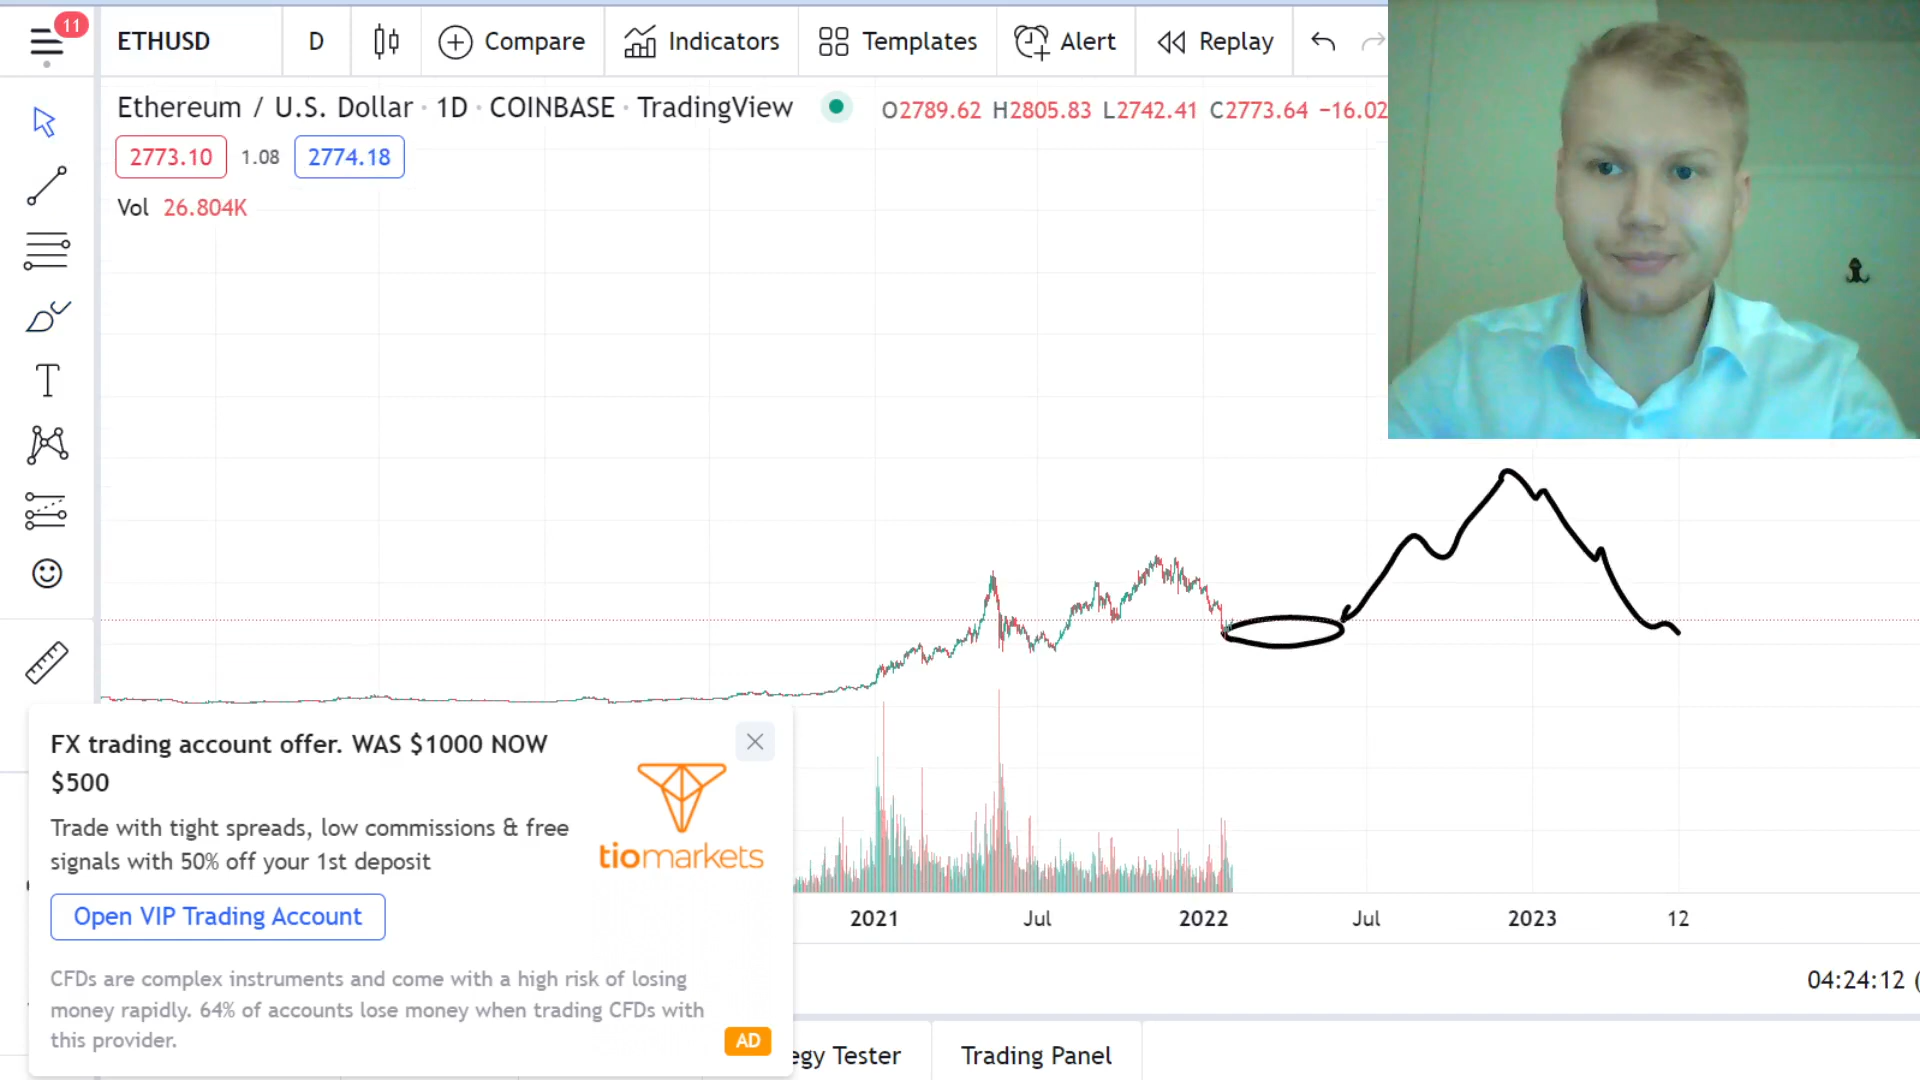 11
ETHUSD
D
Compare
Indicators
Templates
Alert
Replay
Ethereum / U.S. Dollar · 1D · COINBASE · TradingView
O2789.62 H2805.83 L2742.41 C2773.64 −16.02
2773.10
1.08
2774.18
Vol 26.804K
FX trading account offer. WAS $1000 NOW
$500
Trade with tight spreads, low commissions & free
signals with 50% off your 1st deposit
tiomarkets
Open VIP Trading Account
CFDs are complex instruments and come with a high risk of losing
money rapidly. 64% of accounts lose money when trading CFDs with
this provider.
AD
2021
Jul
2022
Jul
2023
12
04:24:12 (
egy Tester
Trading Panel